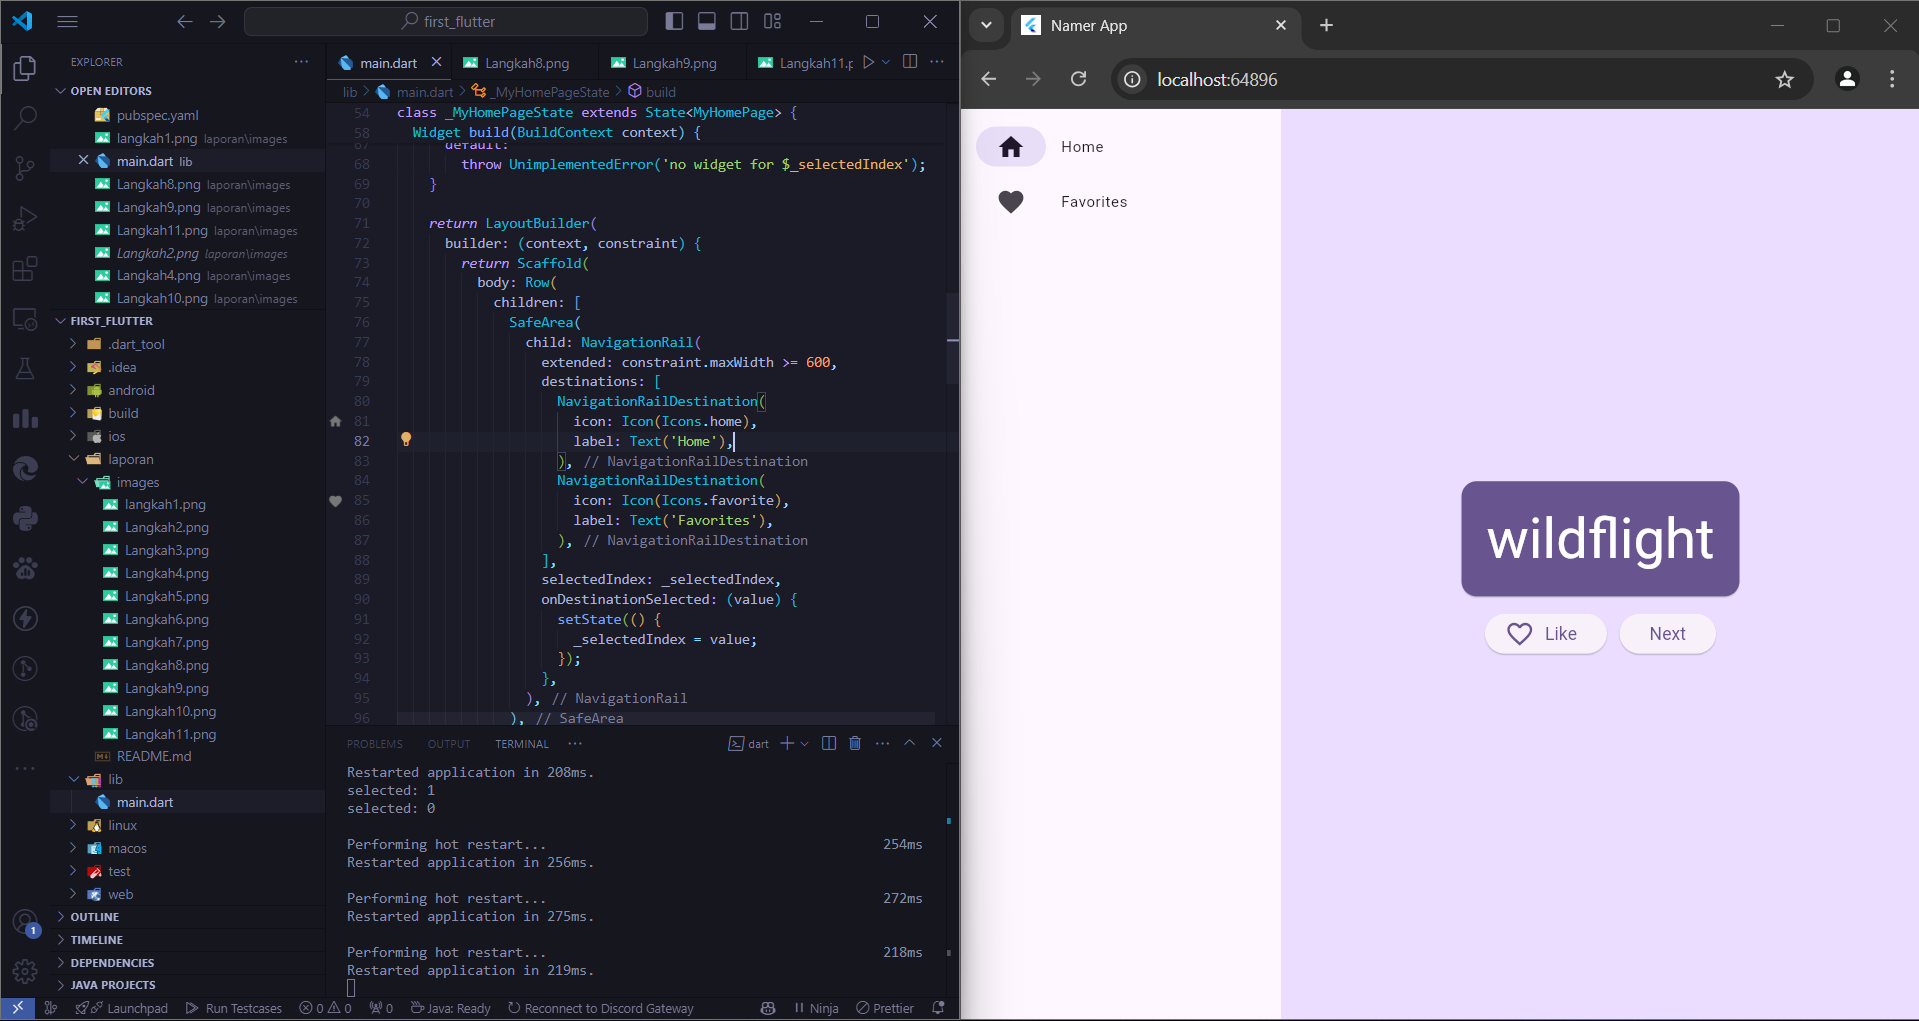 first_flutter
EXPLORER
OPEN EDITORS
pubspec.yaml
langkah1.png laporan\images
main.dart lib
Langkah8.png laporan\images
Langkah9.png laporan\images
Langkah11.png laporan\images
Langkah2.png laporan\images
Langkah4.png laporan\images
Langkah10.png laporan\images
FIRST_FLUTTER
.dart_tool
.idea
android
build
ios
laporan
images
langkah1.png
Langkah2.png
Langkah3.png
Langkah4.png
Langkah5.png
Langkah6.png
Langkah7.png
Langkah8.png
Langkah9.png
Langkah10.png
Langkah11.png
README.md
lib
main.dart
linux
macos
test
web
OUTLINE
TIMELINE
DEPENDENCIES
JAVA PROJECTS
1
main.dart Langkah8.png Langkah9.png Langkah11.p
lib > main.dart > _MyHomePageState > build
54 class _MyHomePageState extends State<MyHomePage> {
58 Widget build(BuildContext context) {
67 default:
68 throw UnimplementedError('no widget for $_selectedIndex');
69 }
70
71 return LayoutBuilder(
72 builder: (context, constraint) {
73 return Scaffold(
74 body: Row(
75 children: [
76 SafeArea(
77 child: NavigationRail(
78 extended: constraint.maxWidth >= 600,
79 destinations: [
80 NavigationRailDestination(
81 icon: Icon(Icons.home),
82 label: Text('Home'),
83 ), // NavigationRailDestination
84 NavigationRailDestination(
85 icon: Icon(Icons.favorite),
86 label: Text('Favorites'),
87 ), // NavigationRailDestination
88 ],
89 selectedIndex: _selectedIndex,
90 onDestinationSelected: (value) {
91 setState(() {
92 _selectedIndex = value;
93 });
94 },
95 ), // NavigationRail
96 ), // SafeArea
PROBLEMS OUTPUT TERMINAL dart
Restarted application in 208ms.
selected: 1
selected: 0
Performing hot restart... 254ms
Restarted application in 256ms.
Performing hot restart... 272ms
Restarted application in 275ms.
Performing hot restart... 218ms
Restarted application in 219ms.
Launchpad Run Testcases 0 0 0 Java: Ready Reconnect to Discord Gateway Ninja Prettier
Namer App
localhost:64896
Home
Favorites
wildflight
Like Next